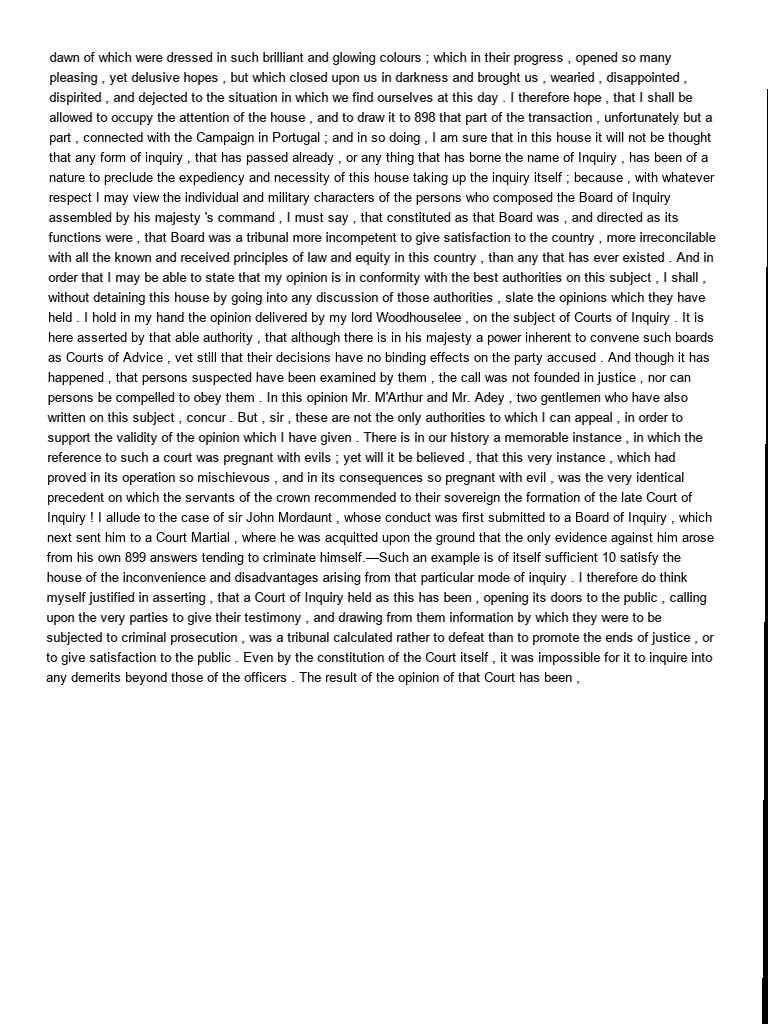 dawn of which were dressed in such brilliant and glowing colours ; which in their progress , opened so many
pleasing , yet delusive hopes , but which closed upon us in darkness and brought us , wearied , disappointed ,
dispirited , and dejected to the situation in which we find ourselves at this day . I therefore hope , that I shall be
allowed to occupy the attention of the house , and to draw it to 898 that part of the transaction , unfortunately but a
part , connected with the Campaign in Portugal ; and in so doing , I am sure that in this house it will not be thought
that any form of inquiry , that has passed already , or any thing that has borne the name of Inquiry , has been of a
nature to preclude the expediency and necessity of this house taking up the inquiry itself ; because , with whatever
respect I may view the individual and military characters of the persons who composed the Board of Inquiry
assembled by his majesty 's command , I must say , that constituted as that Board was , and directed as its
functions were , that Board was a tribunal more incompetent to give satisfaction to the country , more irreconcilable
with all the known and received principles of law and equity in this country , than any that has ever existed . And in
order that I may be able to state that my opinion is in conformity with the best authorities on this subject , I shall ,
without detaining this house by going into any discussion of those authorities , slate the opinions which they have
held . I hold in my hand the opinion delivered by my lord Woodhouselee , on the subject of Courts of Inquiry . It is
here asserted by that able authority , that although there is in his majesty a power inherent to convene such boards
as Courts of Advice , vet still that their decisions have no binding effects on the party accused . And though it has
happened , that persons suspected have been examined by them , the call was not founded in justice , nor can
persons be compelled to obey them . In this opinion Mr. M'Arthur and Mr. Adey , two gentlemen who have also
written on this subject , concur . But , sir , these are not the only authorities to which I can appeal , in order to
support the validity of the opinion which I have given . There is in our history a memorable instance , in which the
reference to such a court was pregnant with evils ; yet will it be believed , that this very instance , which had
proved in its operation so mischievous , and in its consequences so pregnant with evil , was the very identical
precedent on which the servants of the crown recommended to their sovereign the formation of the late Court of
Inquiry ! I allude to the case of sir John Mordaunt , whose conduct was first submitted to a Board of Inquiry , which
next sent him to a Court Martial , where he was acquitted upon the ground that the only evidence against him arose
from his own 899 answers tending to criminate himself.—Such an example is of itself sufficient 10 satisfy the
house of the inconvenience and disadvantages arising from that particular mode of inquiry . I therefore do think
myself justified in asserting , that a Court of Inquiry held as this has been , opening its doors to the public , calling
upon the very parties to give their testimony , and drawing from them information by which they were to be
subjected to criminal prosecution , was a tribunal calculated rather to defeat than to promote the ends of justice , or
to give satisfaction to the public . Even by the constitution of the Court itself , it was impossible for it to inquire into
any demerits beyond those of the officers . The result of the opinion of that Court has been ,